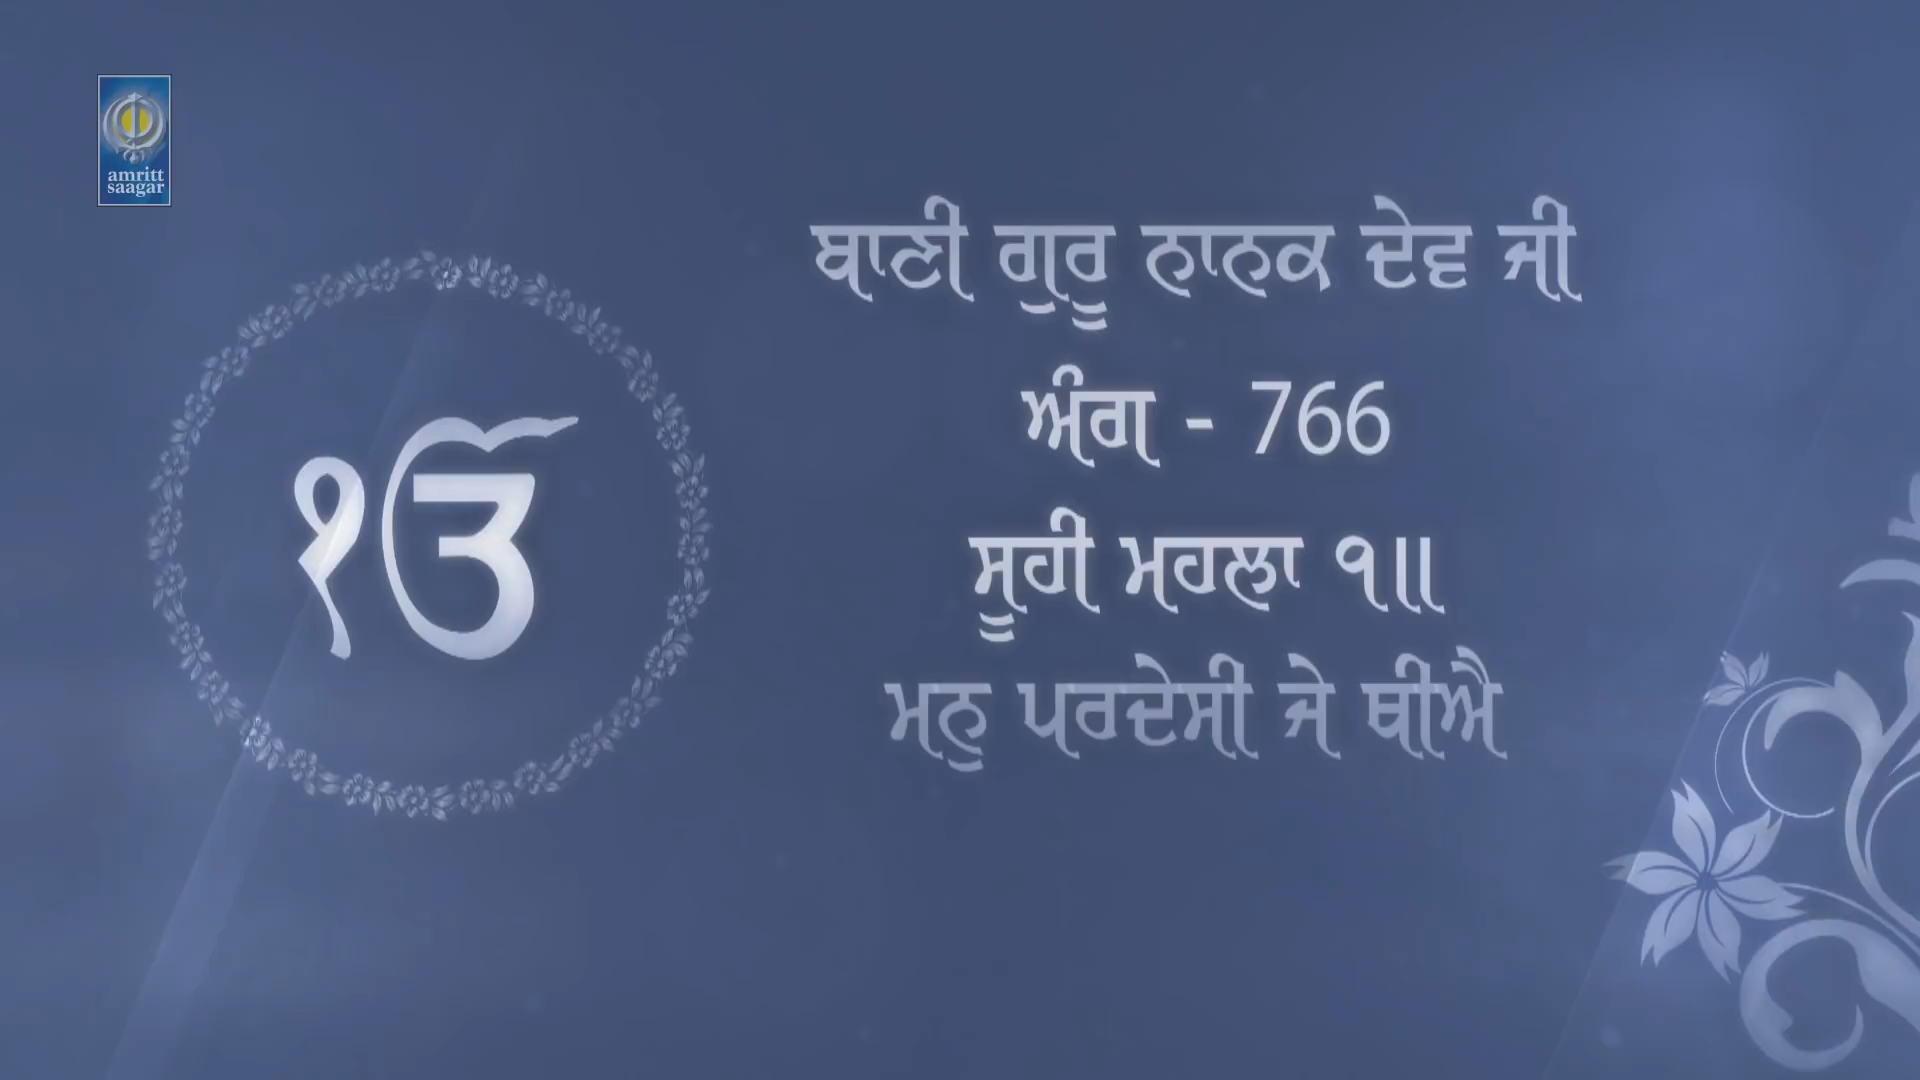 amritt
saagar
ੴ
ਬਾਣੀ ਗੁਰੂ ਨਾਨਕ ਦੇਵ ਜੀ
ਅੰਗ - 766
ਸੂਹੀ ਮਹਲਾ ੧॥
ਮਨੁ ਪਰਦੇਸੀ ਜੇ ਥੀਐ